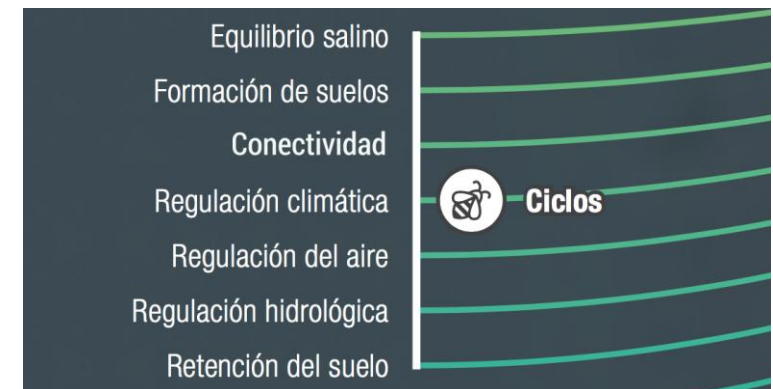 Equilibrio salino
Formación de suelos
Conectividad
Regulación climática
Ciclos
Regulación del aire
Regulación hidrológica
Retención del suelo